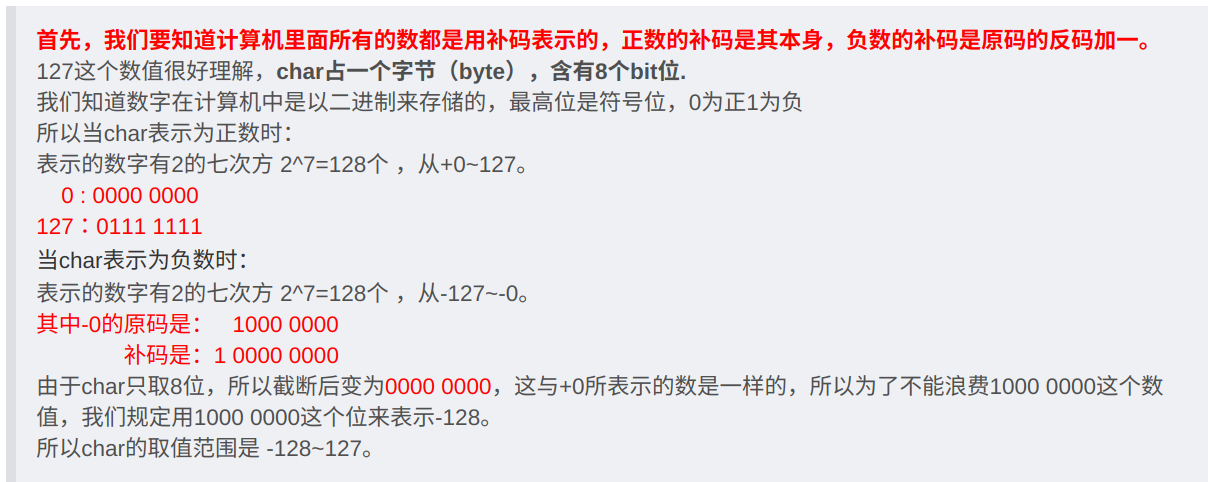 首先，我们要知道计算机里面所有的数都是用补码表示的，正数的补码是其本身，负数的补码是原码的反码加一。
127这个数值很好理解，char占一个字节（byte），含有8个bit位.
我们知道数字在计算机中是以二进制来存储的，最高位是符号位，0为正1为负
所以当char表示为正数时：
表示的数字有2的七次方 2^7=128个 ，从+0~127。
0 : 0000 0000
127：0111 1111
当char表示为负数时：
表示的数字有2的七次方 2^7=128个 ，从-127~-0。
其中-0的原码是： 1000 0000
补码是：1 0000 0000
由于char只取8位，所以截断后变为0000 0000，这与+0所表示的数是一样的，所以为了不能浪费1000 0000这个数
值，我们规定用1000 0000这个位来表示-128。
所以char的取值范围是 -128~127。